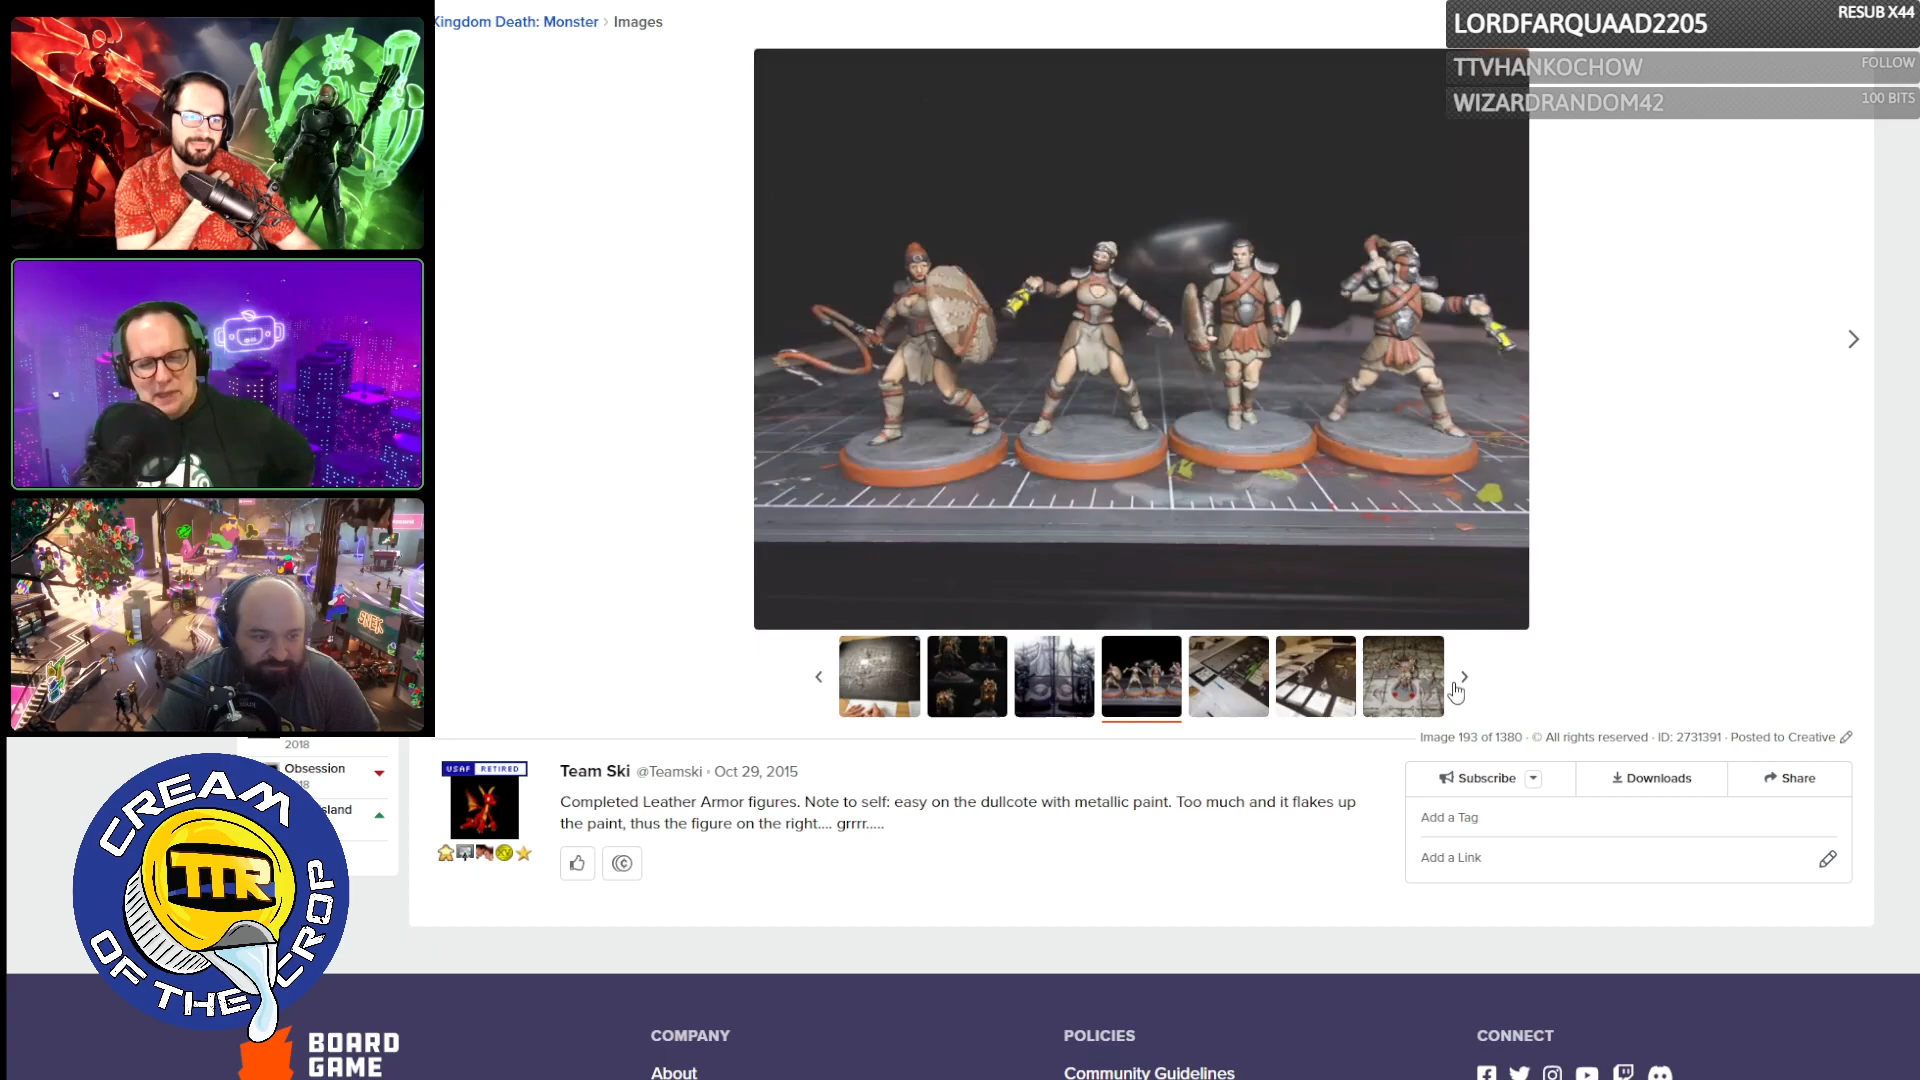 Kingdom Death: Monster > Images
LORDFARQUAAD2205 RESUB X44
TTVHANKOCHOW FOLLOW
WIZARDRANDOM42 100 BITS
SNEK
Image 193 of 1380 · © All rights reserved · ID: 2731391 · Posted to Creative
2018
Obsession
USAF RETIRED
Team Ski @Teamski · Oct 29, 2015
Completed Leather Armor figures. Note to self: easy on the dullcote with metallic paint. Too much and it flakes up
the paint, thus the figure on the right.... grrrr.....
Subscribe
Downloads
Share
Add a Tag
Add a Link
CREAM
TTR
OF THE CROP
BOARD
GAME
COMPANY
About
POLICIES
Community Guidelines
CONNECT